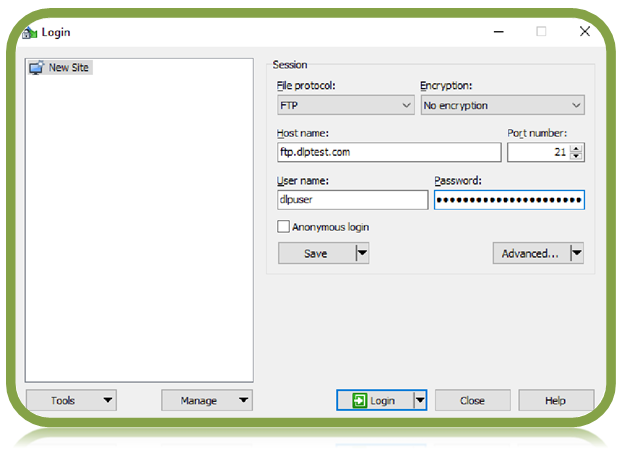 Login
New Site
Session
File protocol:
Encryption:
FTP
No encryption
Host name:
Port number:
ftp.dlptest.com
21
User name:
Password:
dlpuser
••••••••••••••••••••••
Anonymous login
Save
Advanced...
Tools
Manage
Login
Close
Help